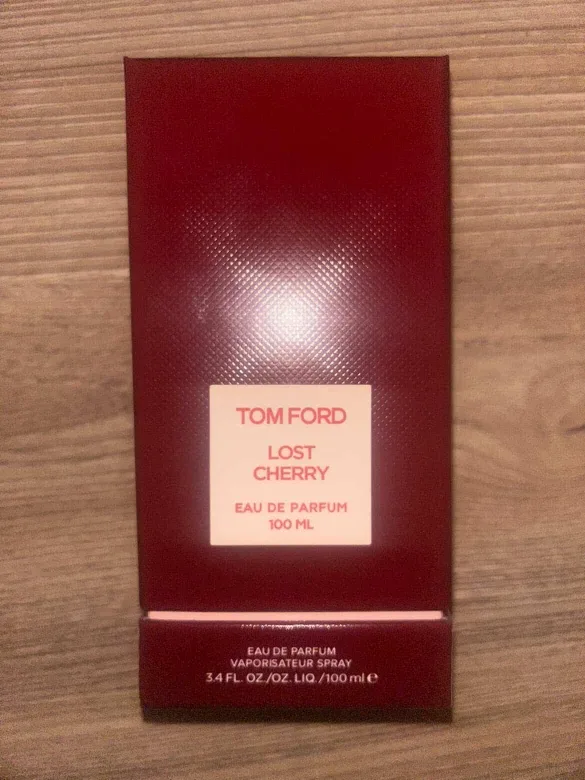 TOM FORD
LOST
CHERRY
EAU DE PARFUM
100 ML
EAU DE PARFUM
VAPORISATEUR SPRAY
3.4 FL. OZ./OZ. LIQ./100 ml ℮